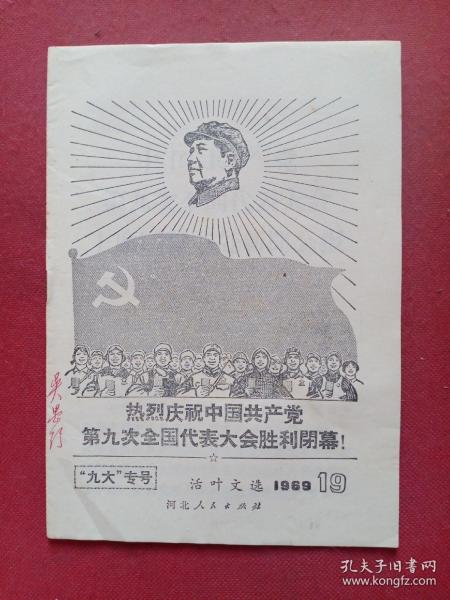 热烈庆祝中国共产党
第九次全国代表大会胜利閉幕!
“九大”专号
活叶文选 1969 19
河北人民出版社
孔夫子旧书网
www.kongfz.com